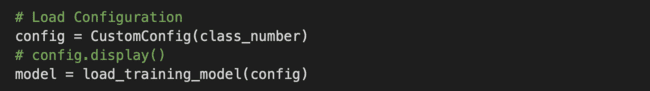 # Load Configuration
config = CustomConfig(class_number)
# config.display()
model = load_training_model(config)